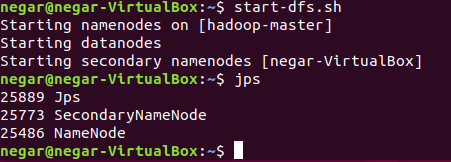 negar@negar-VirtualBox:~$ start-dfs.sh
Starting namenodes on [hadoop-master]
Starting datanodes
Starting secondary namenodes [negar-VirtualBox]
negar@negar-VirtualBox:~$ jps
25889 Jps
25773 SecondaryNameNode
25486 NameNode
negar@negar-VirtualBox:~$